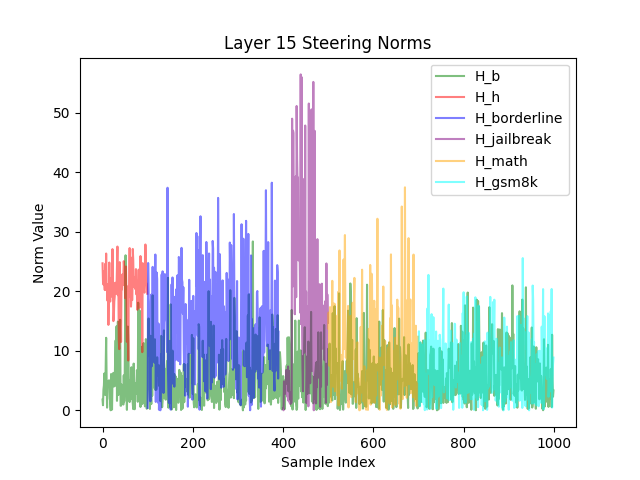 Layer 15 Steering Norms
H_b
H_h
H_borderline
H_jailbreak
H_math
H_gsm8k
Norm Value
50
40
30
20
10
0
0 200 400 600 800 1000
Sample Index